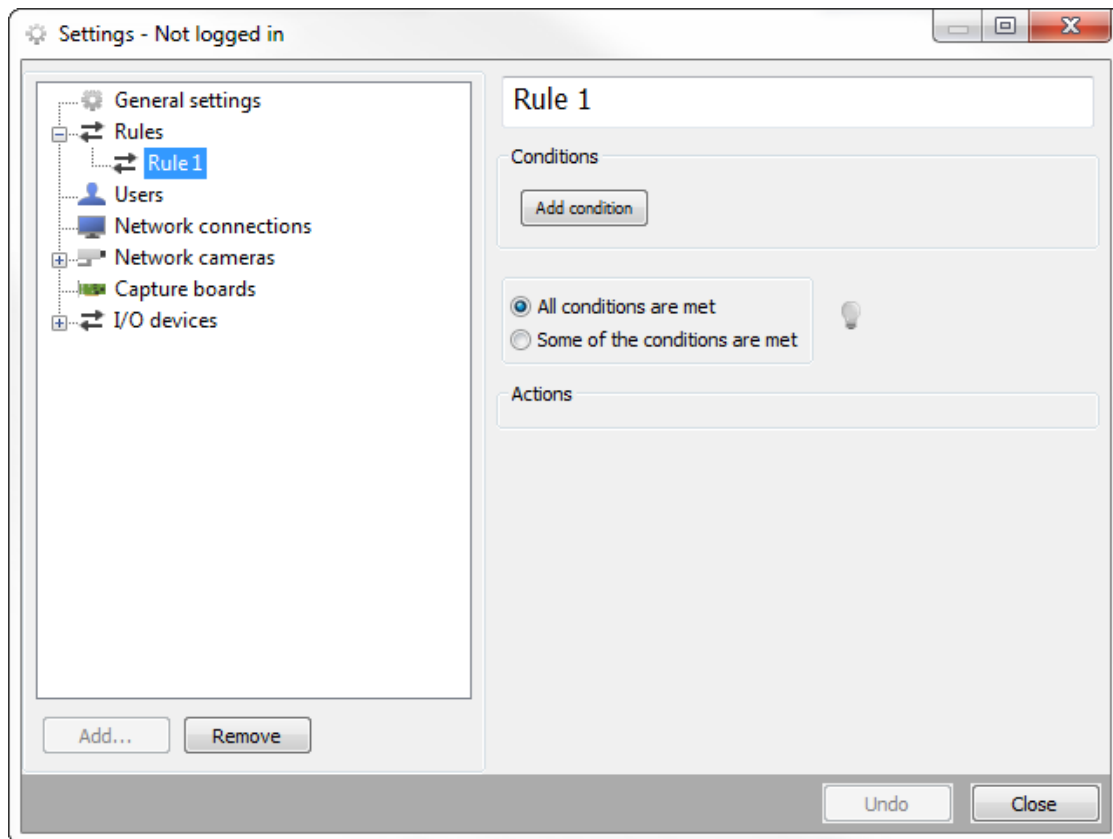 Settings - Not logged in
General settings
Rules
Rule 1
Users
Network connections
Network cameras
Capture boards
I/O devices
Add...
Remove
Rule 1
Conditions
Add condition
All conditions are met
Some of the conditions are met
Actions
Undo
Close